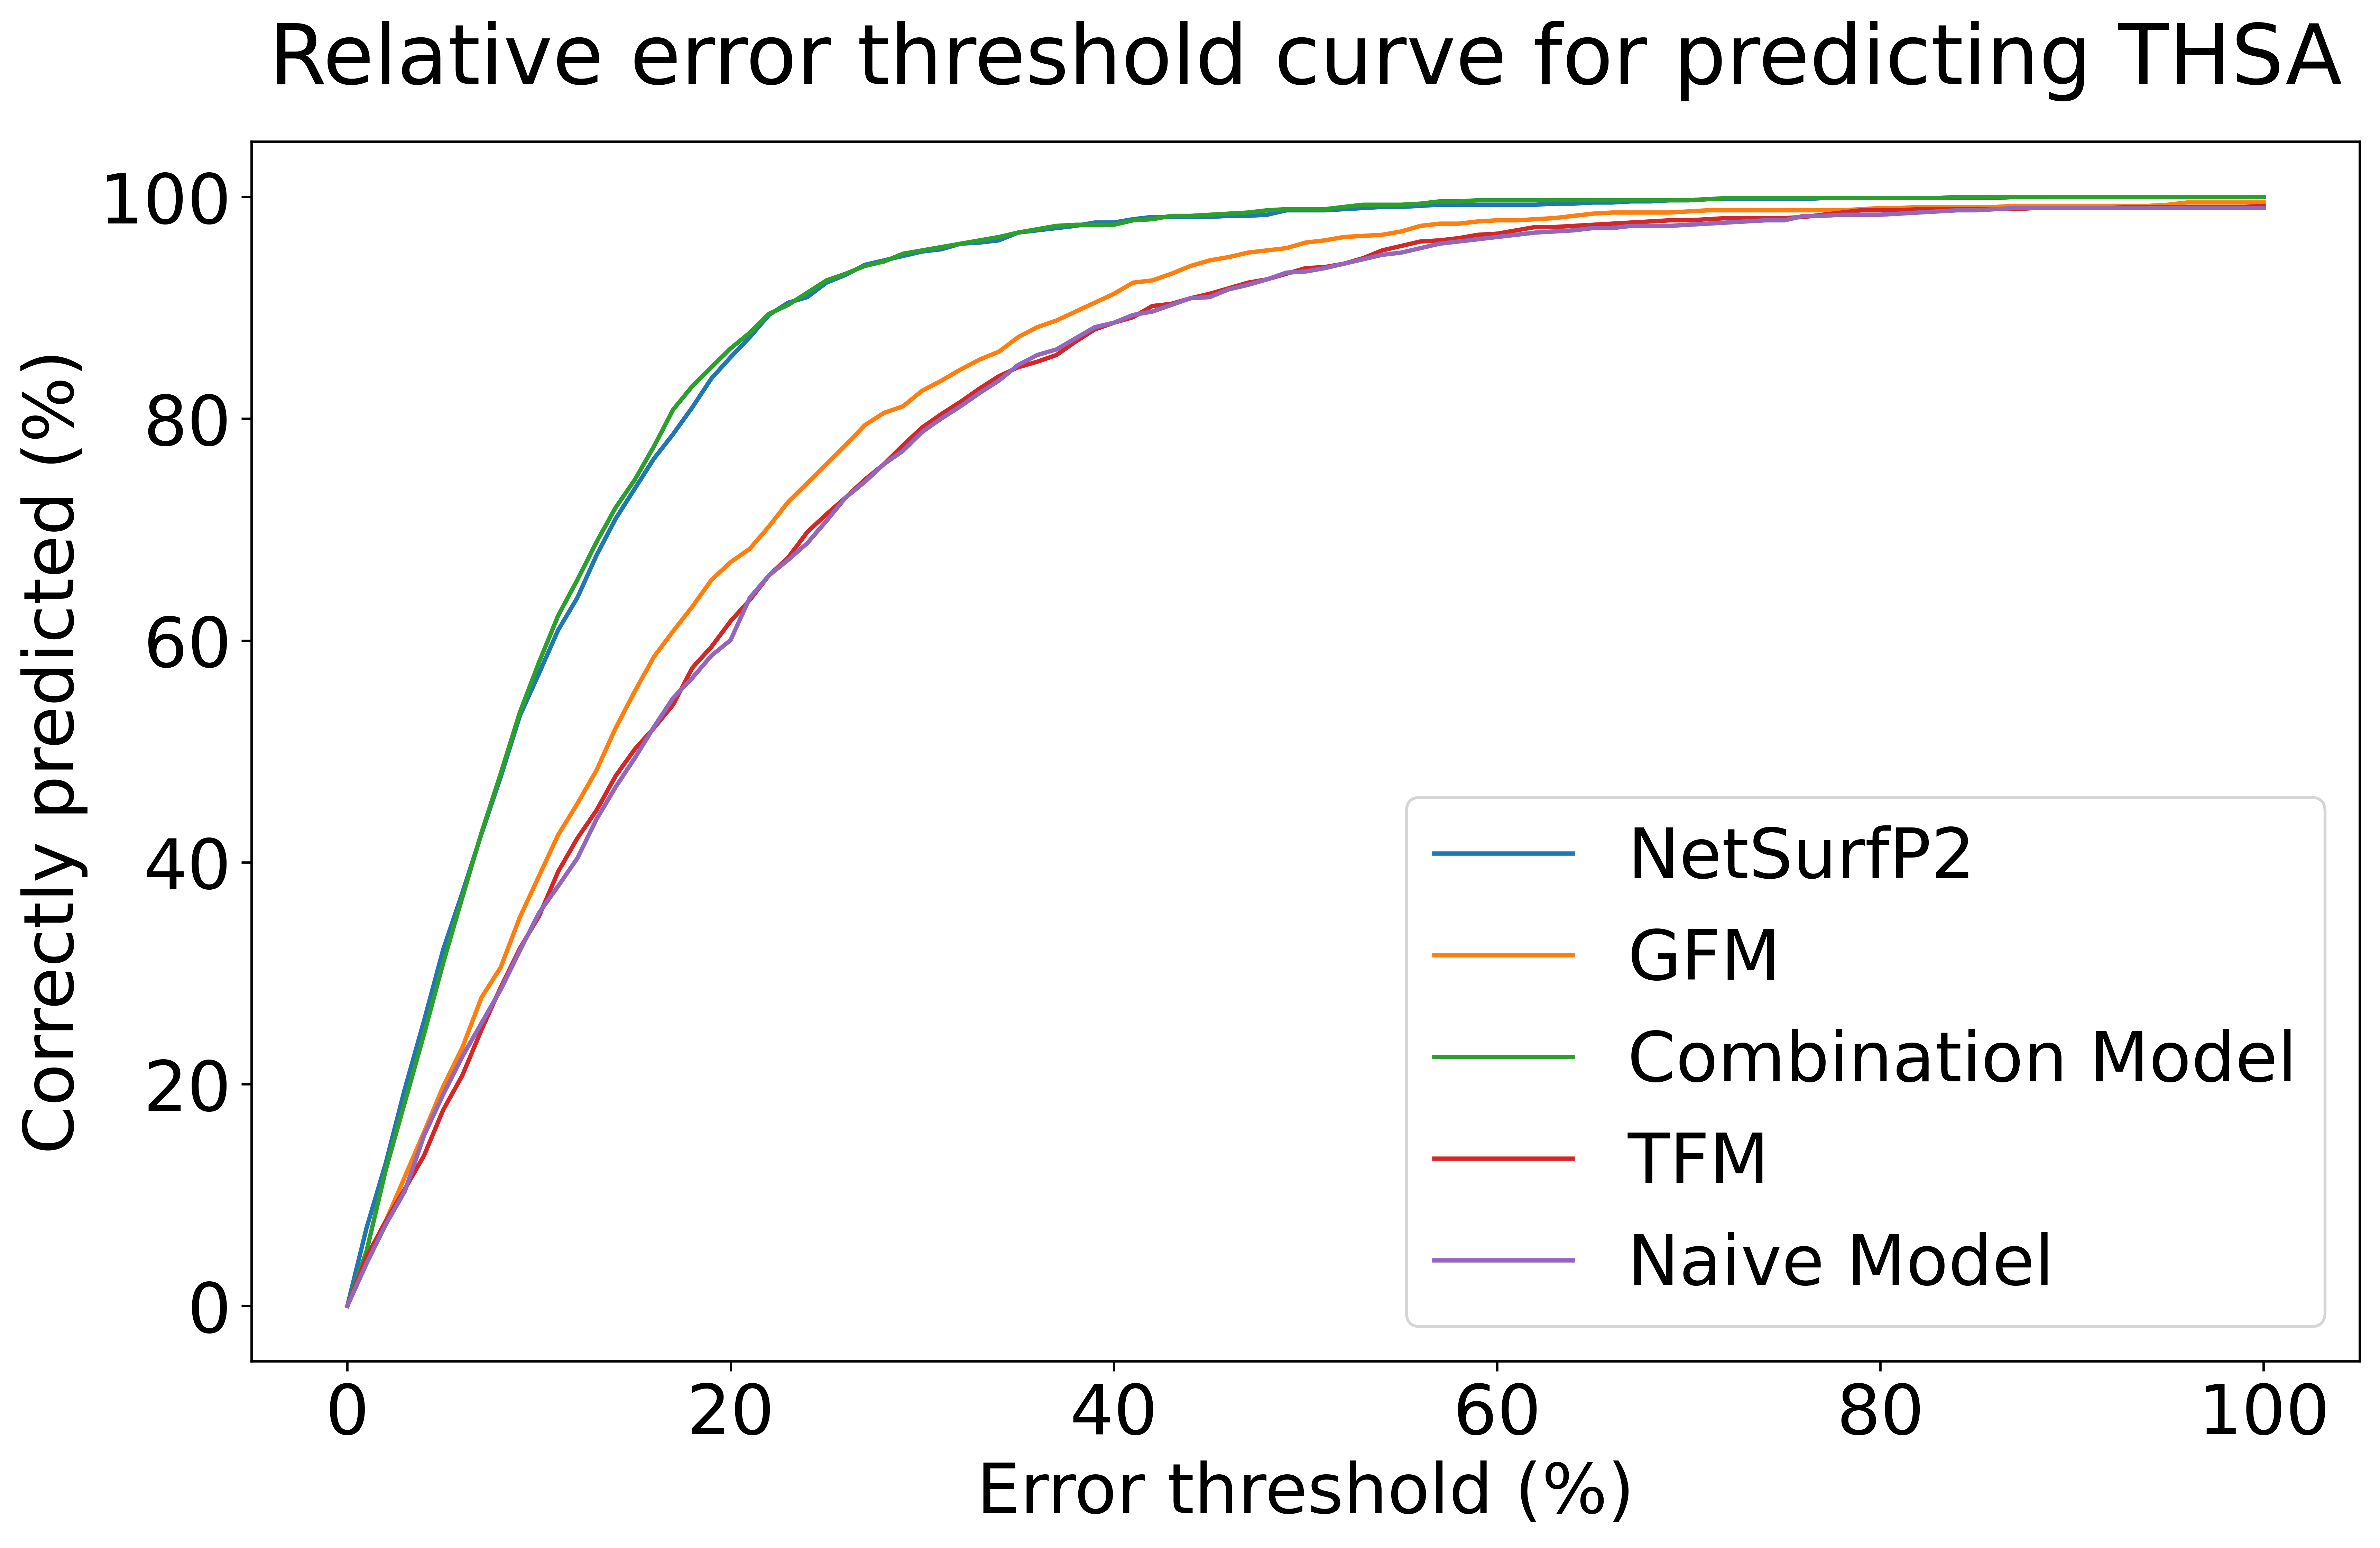 Relative error threshold curve for predicting THSA
100
80
60
40
20
0
Correctly predicted (%)
NetSurfP2
GFM
Combination Model
TFM
Naive Model
0 20 40 60 80 100
Error threshold (%)